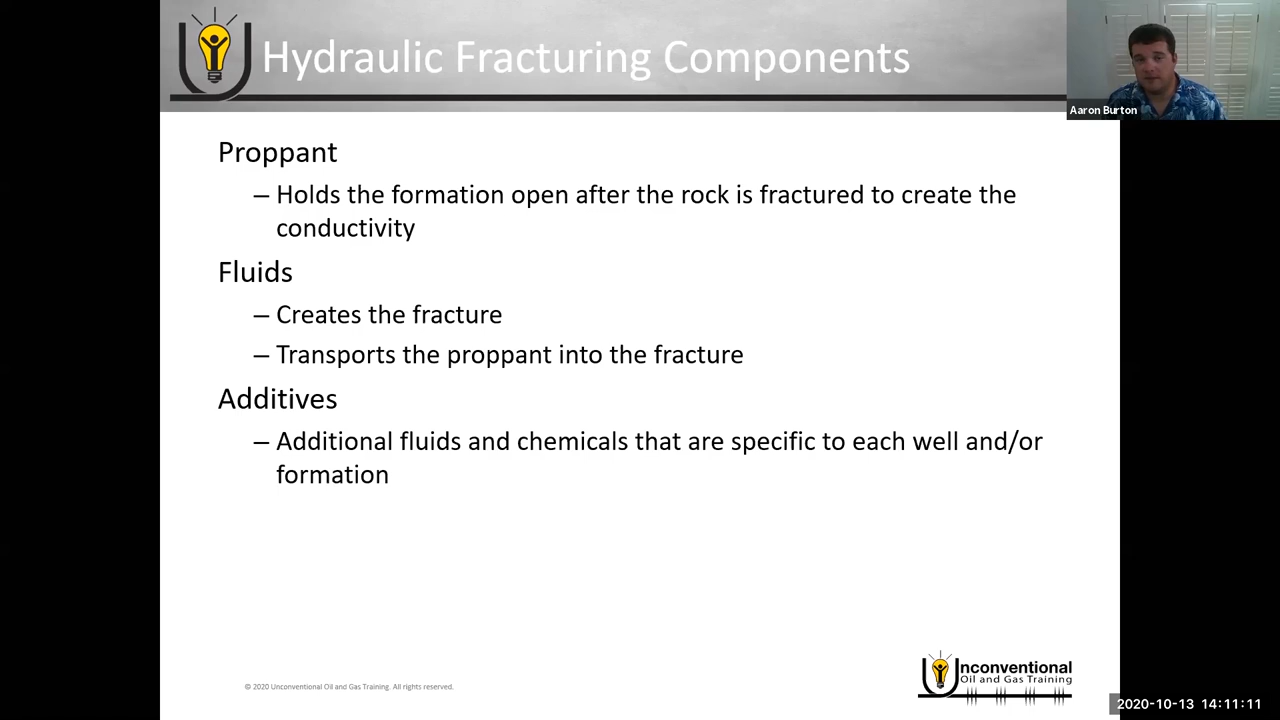 Hydraulic Fracturing Components
Aaron Burton
Proppant
– Holds the formation open after the rock is fractured to create the
conductivity
Fluids
– Creates the fracture
– Transports the proppant into the fracture
Additives
– Additional fluids and chemicals that are specific to each well and/or
formation
© 2020 Unconventional Oil and Gas Training. All rights reserved.
Unconventional
Oil and Gas Training
2020-10-13 14:11:11